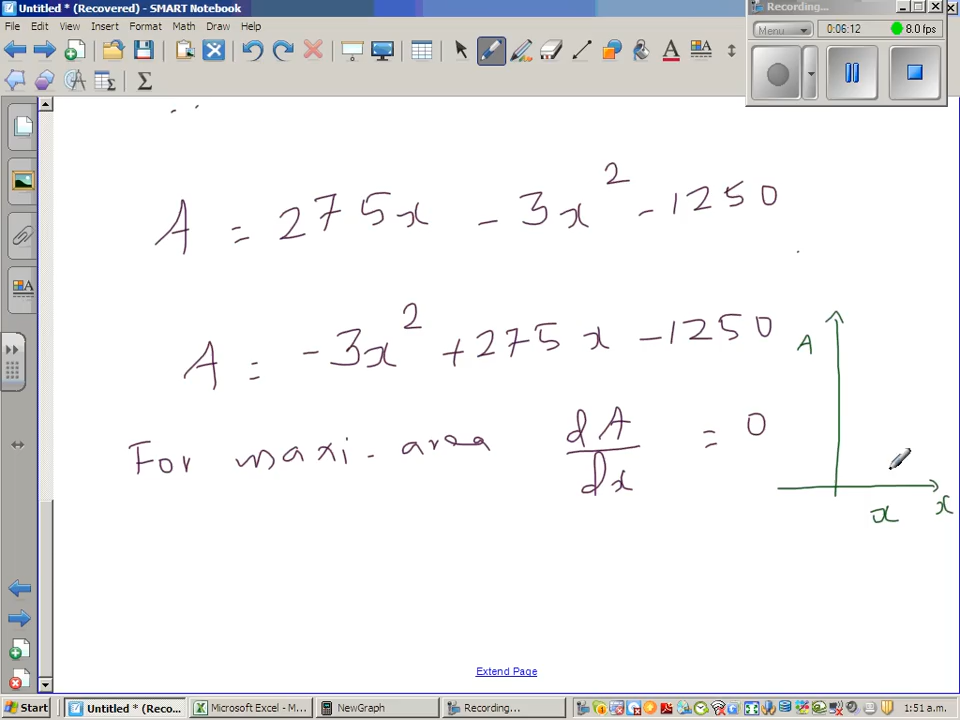 Untitled * (Recovered) - SMART Notebook
Recording...
File Edit View Insert Format Math Draw Help
Menu 0:06:12 8.0 fps
A = 275x - 3x² - 1250
A = -3x² + 275x - 1250
A
For maxi. area dA/dx = 0
x x
Extend Page
Start Untitled * (Reco... Microsoft Excel - M... NewGraph Recording... 1:51 a.m.